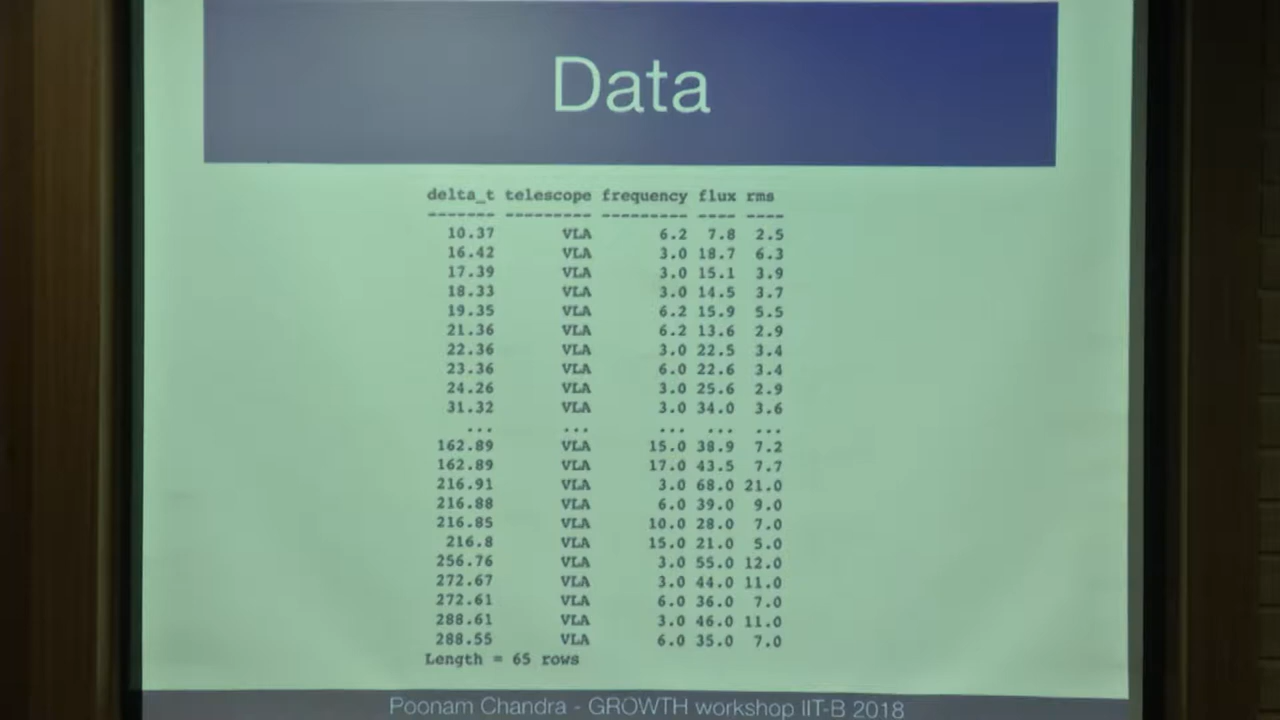 Data
delta_t telescope frequency flux rms
------- --------- --------- ---- ----
10.37 VLA 6.2 7.8 2.5
16.42 VLA 3.0 18.7 6.3
17.39 VLA 3.0 15.1 3.9
18.33 VLA 3.0 14.5 3.7
19.35 VLA 6.2 15.9 5.5
21.36 VLA 6.2 13.6 2.9
22.36 VLA 3.0 22.5 3.4
23.36 VLA 6.0 22.6 3.4
24.26 VLA 3.0 25.6 2.9
31.32 VLA 3.0 34.0 3.6
... ... ... ... ...
162.89 VLA 15.0 38.9 7.2
162.89 VLA 17.0 43.5 7.7
216.91 VLA 3.0 68.0 21.0
216.88 VLA 6.0 39.0 9.0
216.85 VLA 10.0 28.0 7.0
216.8 VLA 15.0 21.0 5.0
256.76 VLA 3.0 55.0 12.0
272.67 VLA 3.0 44.0 11.0
272.61 VLA 6.0 36.0 7.0
288.61 VLA 3.0 46.0 11.0
288.55 VLA 6.0 35.0 7.0
Length = 65 rows
Poonam Chandra - GROWTH workshop IIT-B 2018